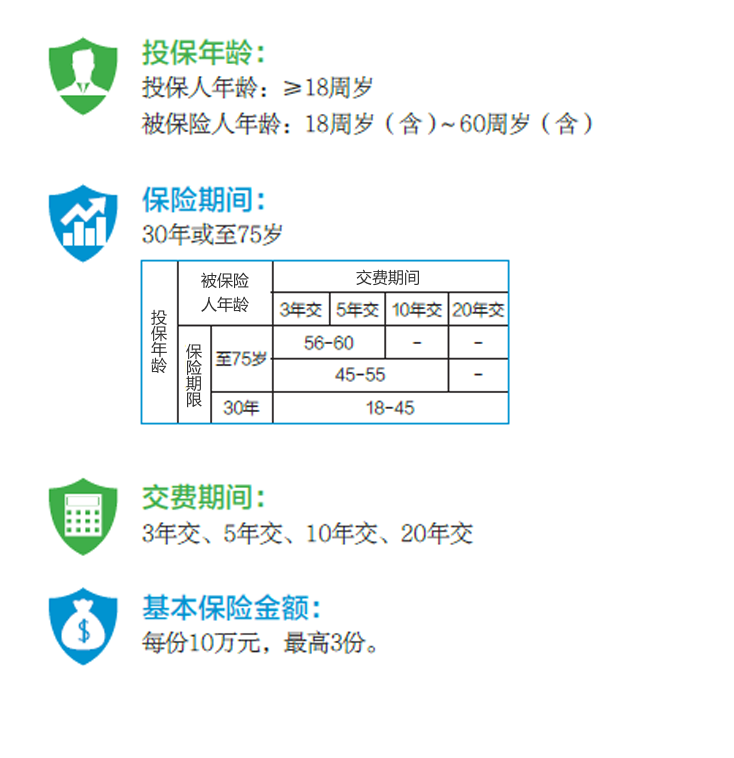 投保年龄：
投保人年龄：≥18周岁
被保险人年龄：18周岁（含）~60周岁（含）
保险期间：
30年或至75岁
投保年龄
被保险
人年龄
交费期间
3年交 5年交 10年交 20年交
保险期限
至75岁
56-60 - -
45-55 -
30年 18-45
交费期间：
3年交、5年交、10年交、20年交
基本保险金额：
$
每份10万元，最高3份。